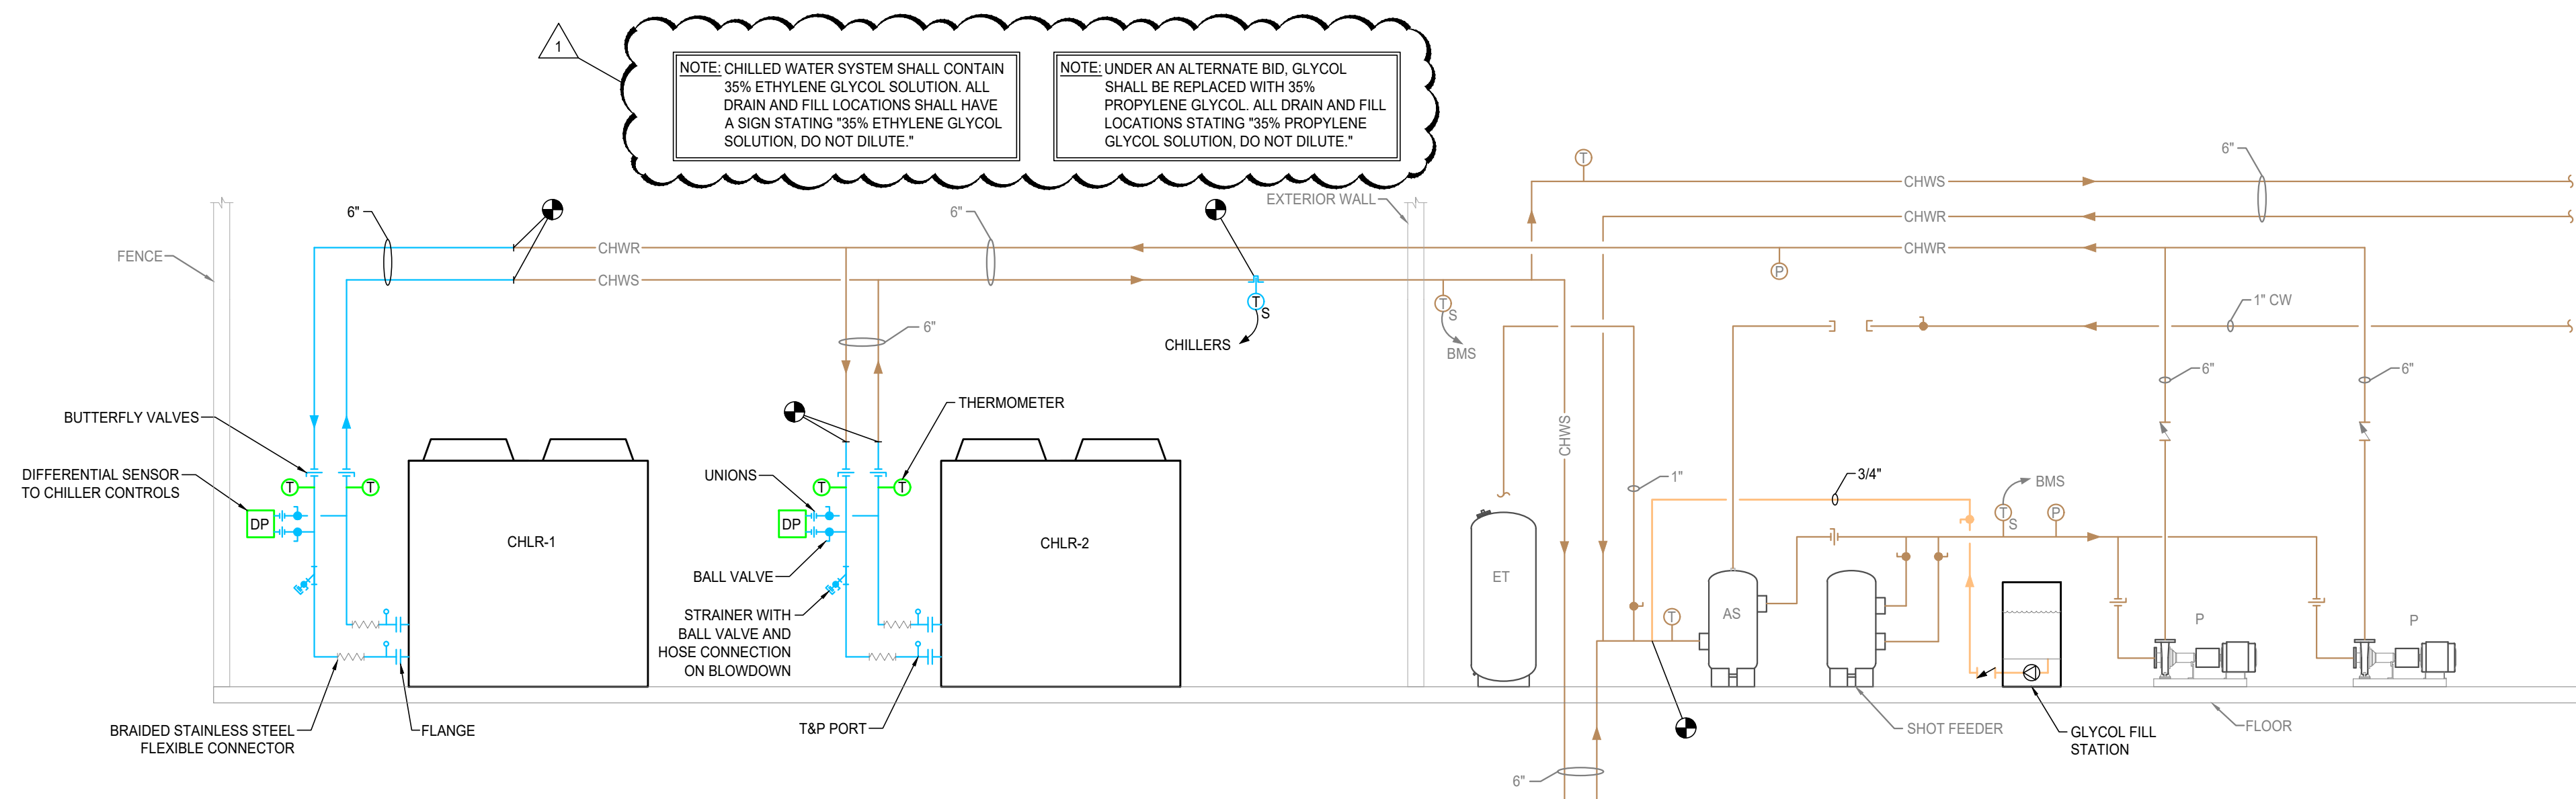 1
NOTE: CHILLED WATER SYSTEM SHALL CONTAIN
35% ETHYLENE GLYCOL SOLUTION. ALL
DRAIN AND FILL LOCATIONS SHALL HAVE
A SIGN STATING "35% ETHYLENE GLYCOL
SOLUTION, DO NOT DILUTE."
NOTE: UNDER AN ALTERNATE BID, GLYCOL
SHALL BE REPLACED WITH 35%
PROPYLENE GLYCOL. ALL DRAIN AND FILL
LOCATIONS STATING "35% PROPYLENE
GLYCOL SOLUTION, DO NOT DILUTE."
6"
T
CHWS
EXTERIOR WALL
6"
6"
CHWR
FENCE
CHWR
CHWR
P
CHWS
T
S
CHILLERS
T
S
BMS
1" CW
6"
6"
6"
THERMOMETER
BUTTERFLY VALVES
CHWS
DIFFERENTIAL SENSOR
TO CHILLER CONTROLS
T
T
UNIONS
T
T
1"
3/4"
BMS
T
S
P
DP
DP
CHLR-1
CHLR-2
BALL VALVE
ET
STRAINER WITH
BALL VALVE AND
HOSE CONNECTION
ON BLOWDOWN
T
AS
P
P
BRAIDED STAINLESS STEEL
FLEXIBLE CONNECTOR
FLANGE
T&P PORT
SHOT FEEDER
GLYCOL FILL
STATION
FLOOR
6"